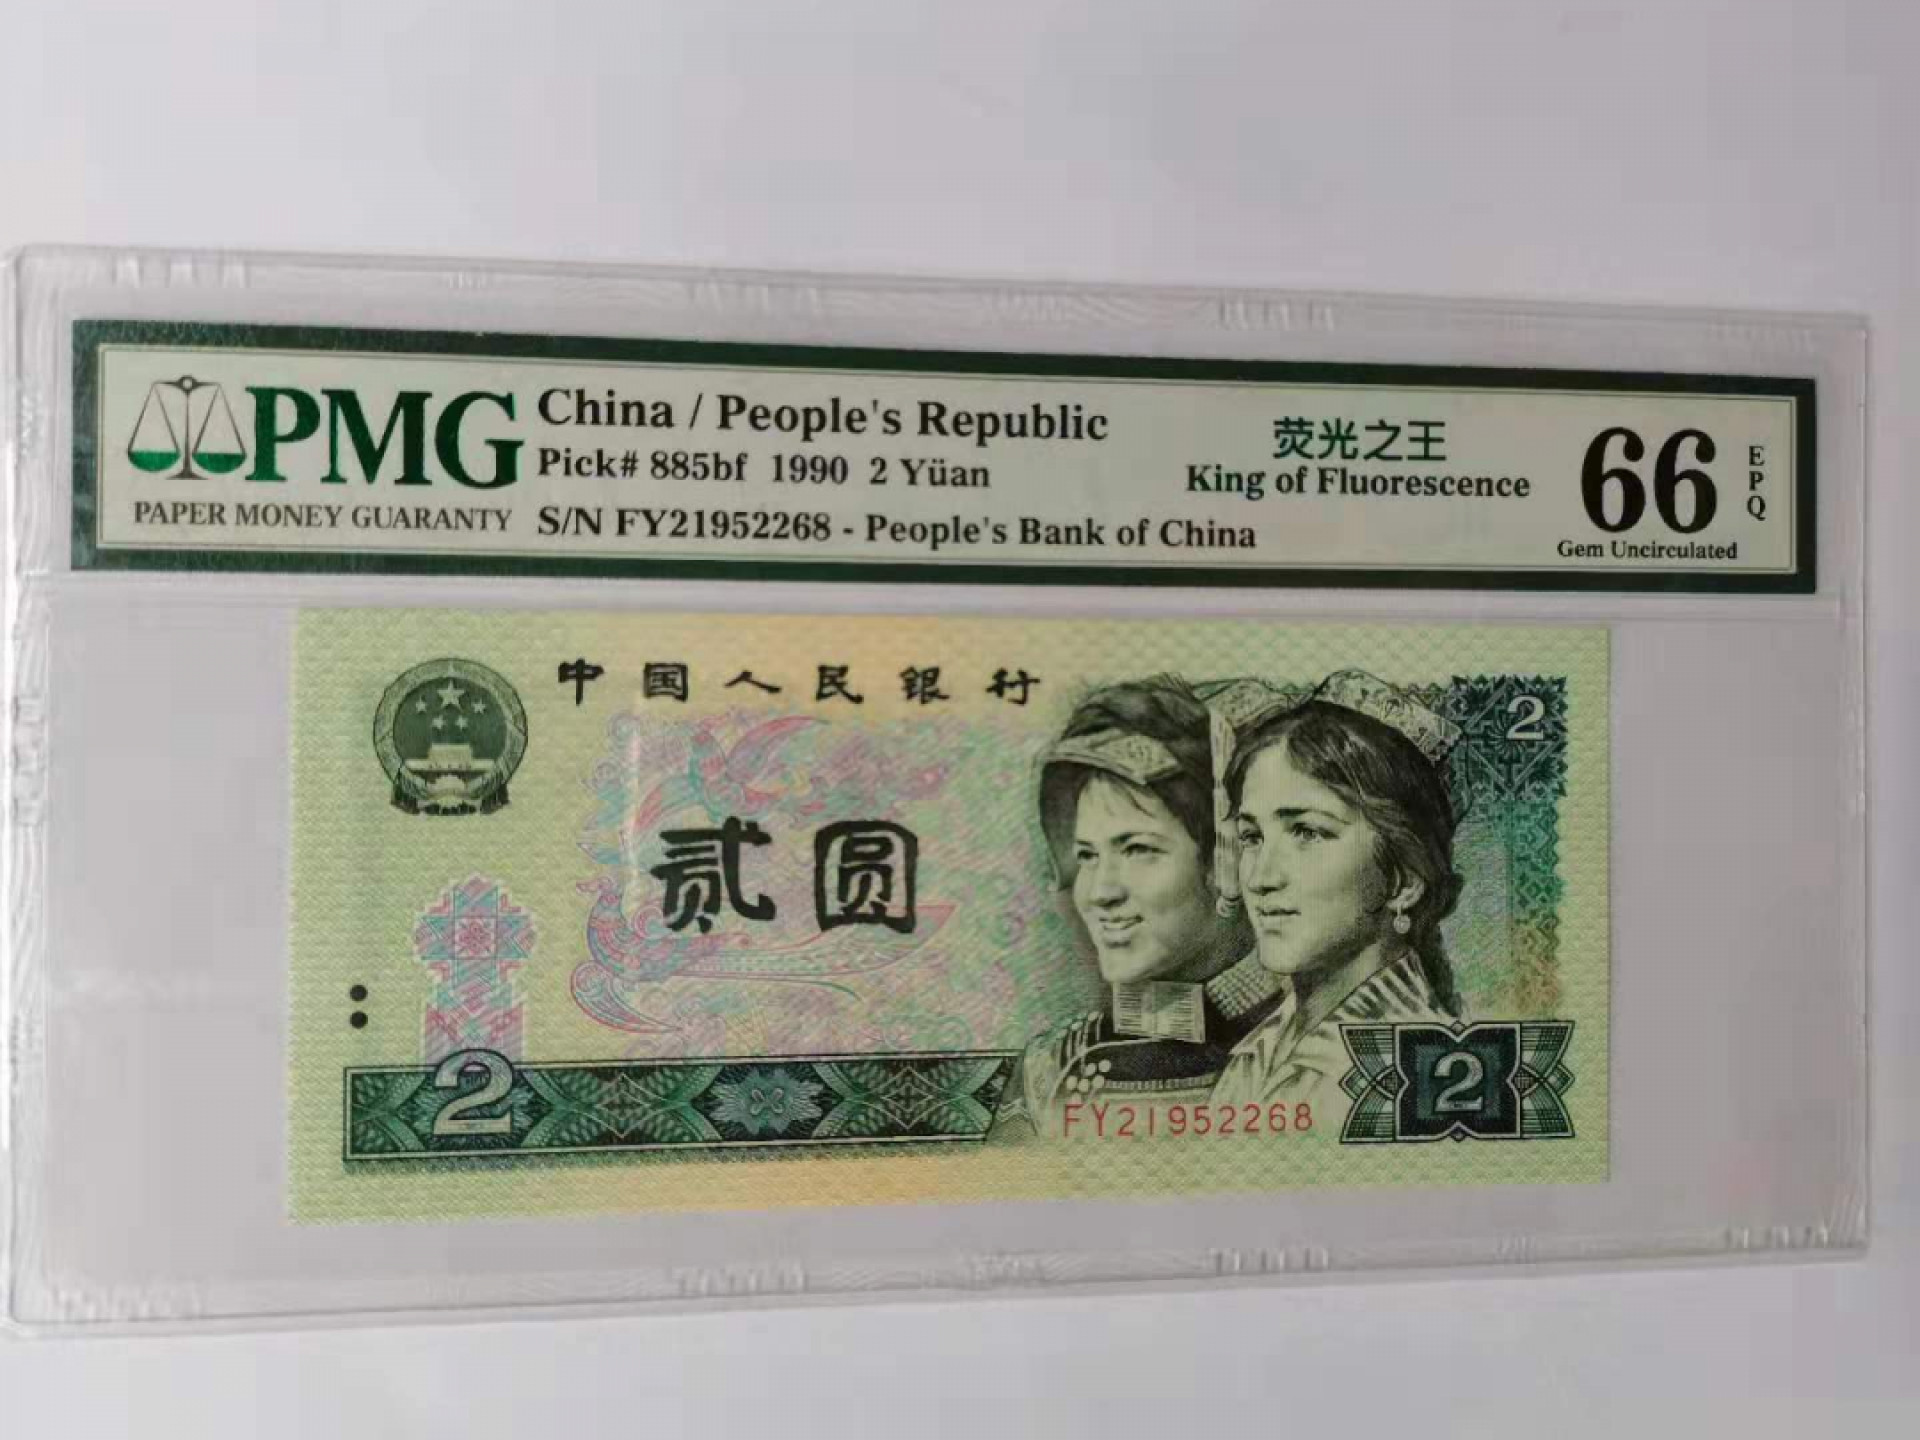 PMG
PAPER MONEY GUARANTY
China / People's Republic
Pick# 885bf 1990 2 Yüan
S/N FY21952268 - People's Bank of China
荧光之王
King of Fluorescence
66
EPQ
Gem Uncirculated
中国人民银行
2
贰圆
2
FY21952268
2